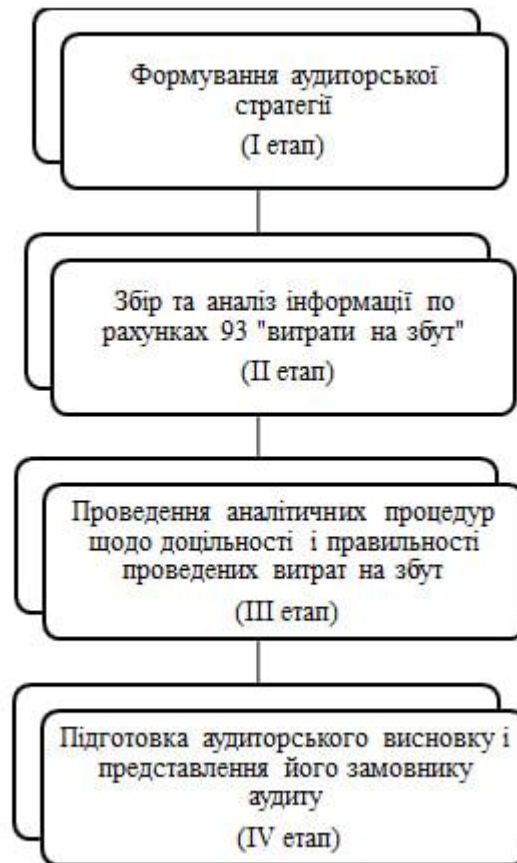 Формування аудиторської
стратегії
(І етап)
Збір та аналіз інформації по
рахунках 93 "витрати на збут"
(ІІ етап)
Проведення аналітичних процедур
щодо доцільності і правильності
проведених витрат на збут
(ІІІ етап)
Підготовка аудиторського висновку і
представлення його замовнику
аудиту
(IV етап)